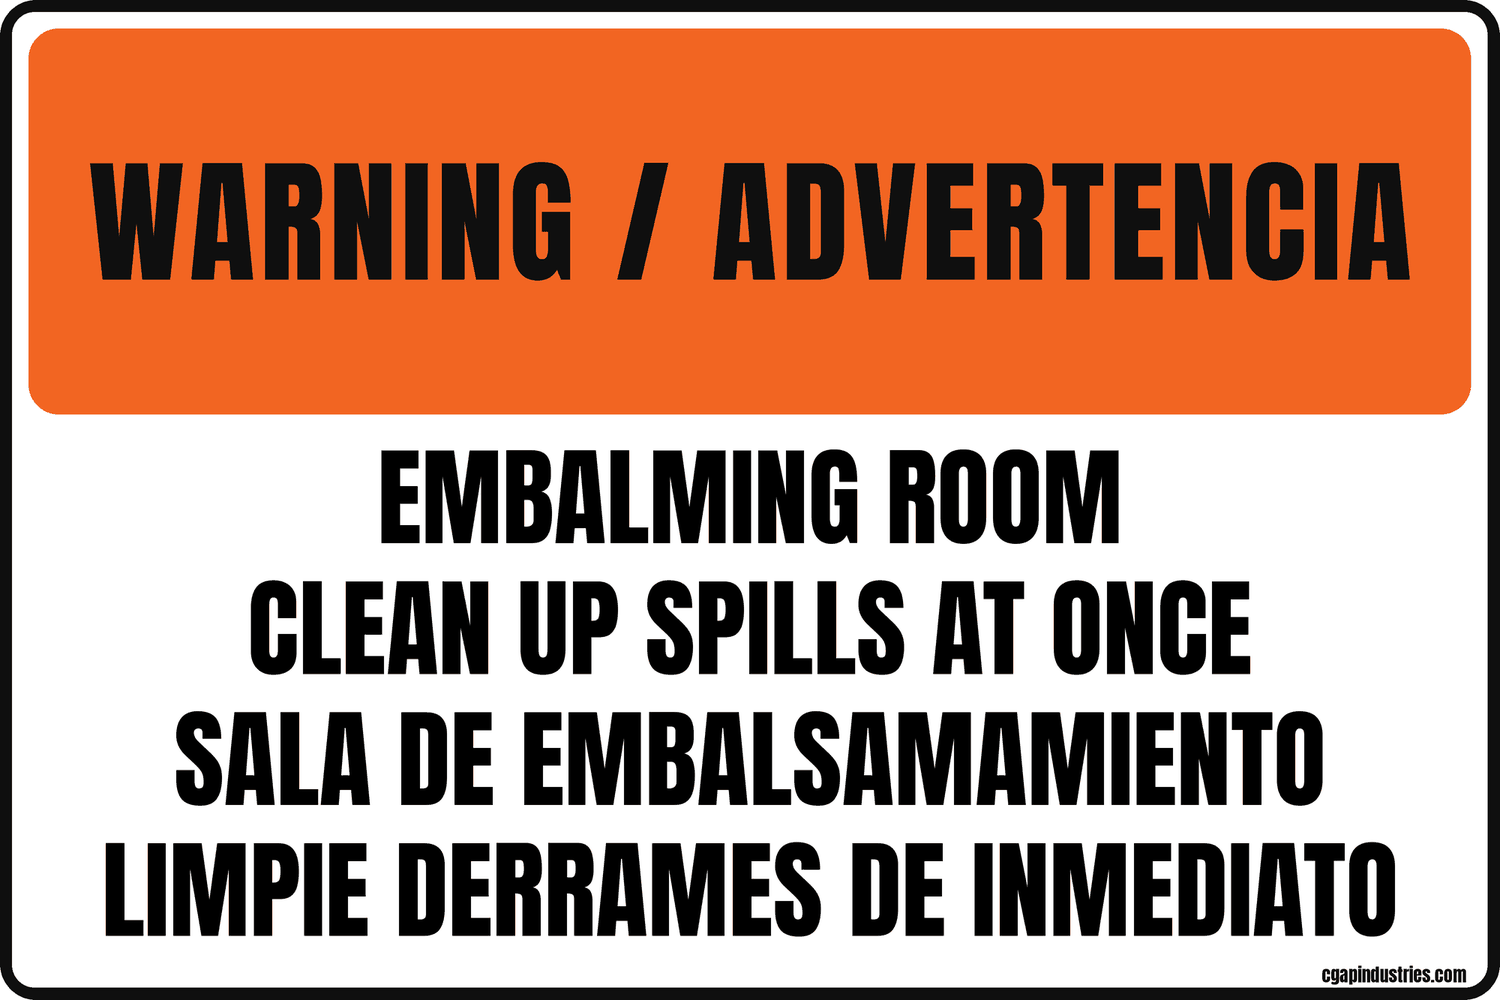 WARNING / ADVERTENCIA
EMBALMING ROOM
CLEAN UP SPILLS AT ONCE
SALA DE EMBALSAMAMIENTO
LIMPIE DERRAMES DE INMEDIATO
cgapindustries.com